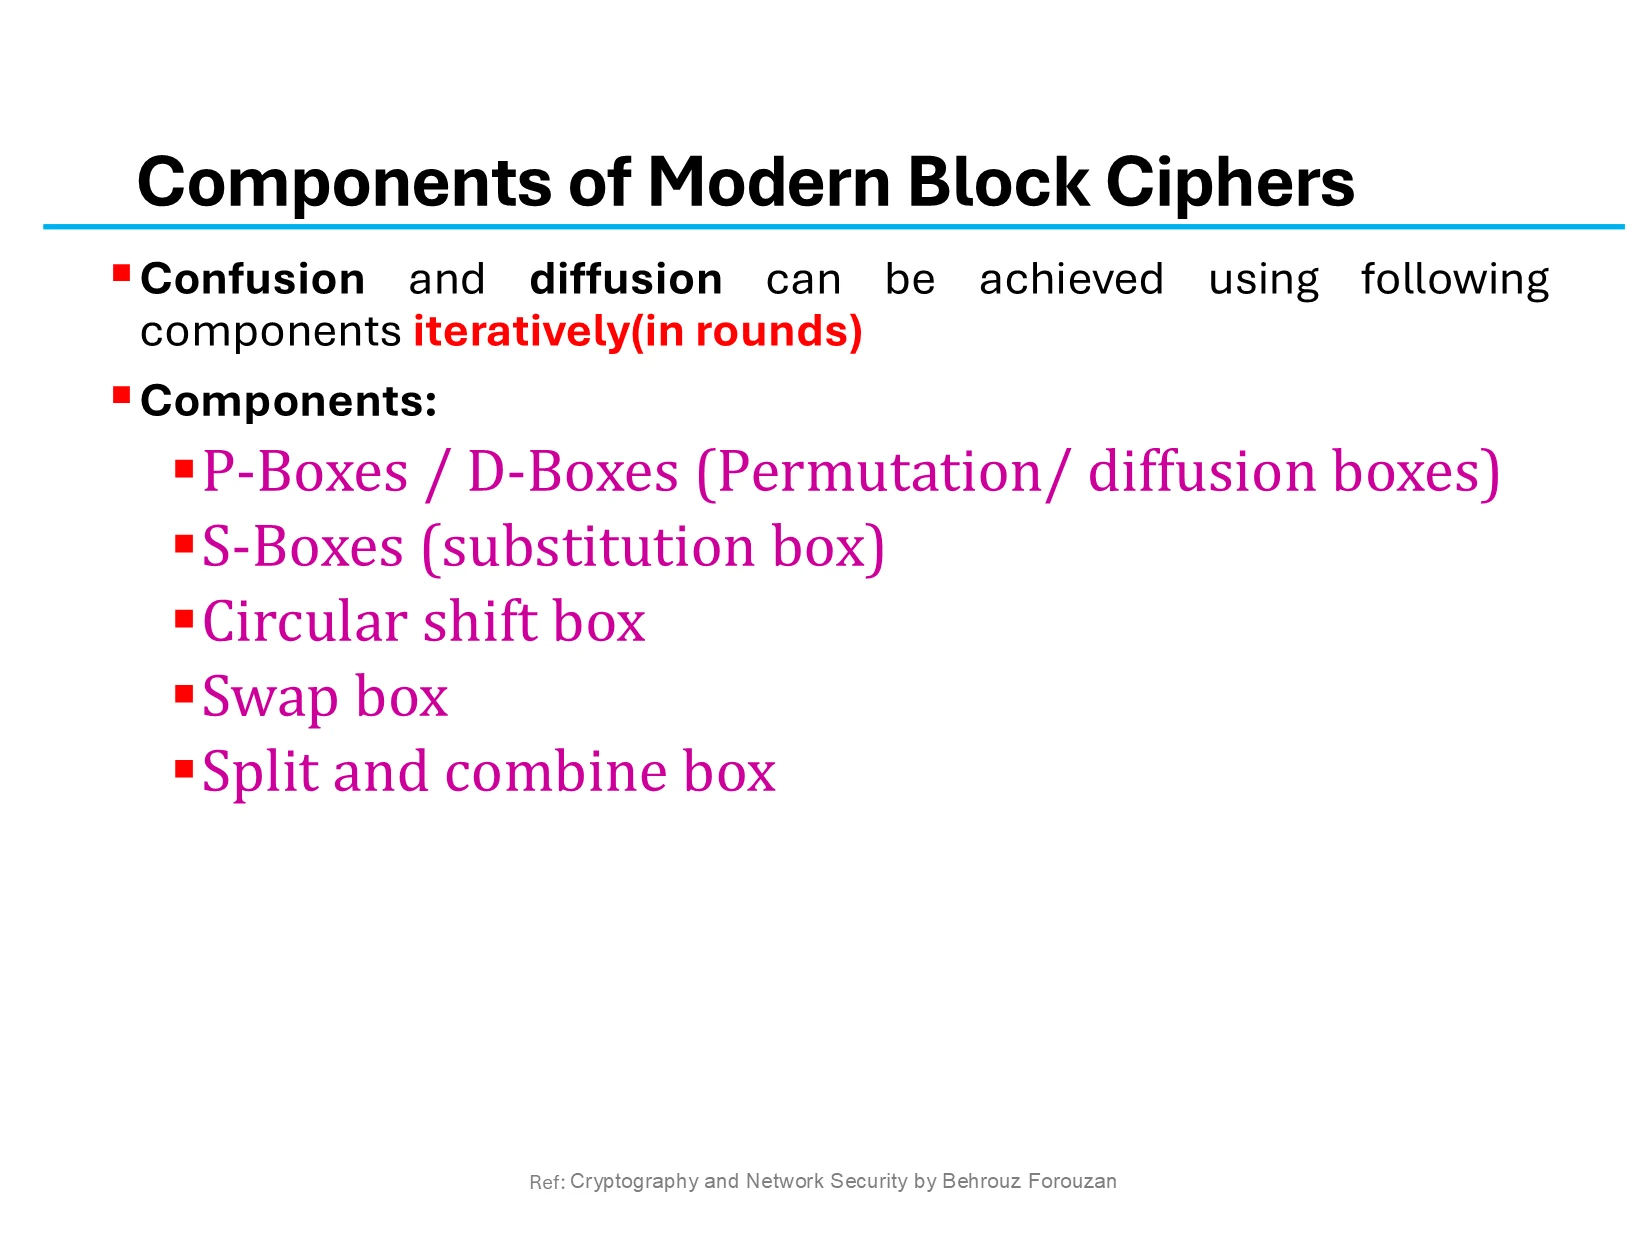 Components of Modern Block Ciphers
▪Confusion and diffusion can be achieved using following
components iteratively(in rounds)
▪Components:
▪P-Boxes / D-Boxes (Permutation/ diffusion boxes)
▪S-Boxes (substitution box)
▪Circular shift box
▪Swap box
▪Split and combine box
Ref: Cryptography and Network Security by Behrouz Forouzan